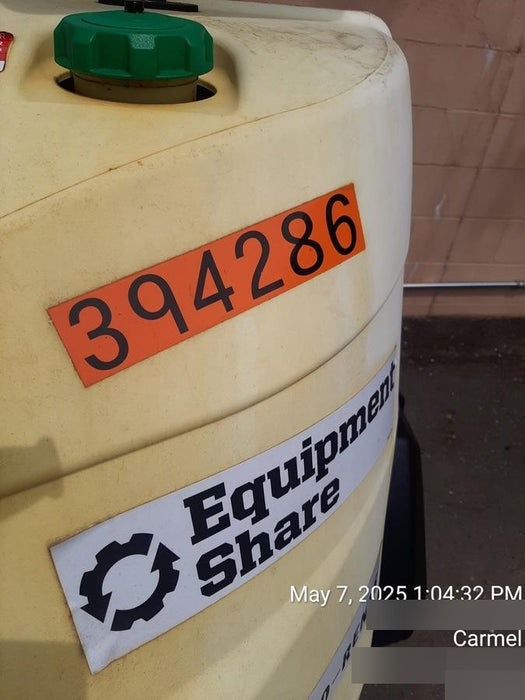 394286
Equipment
Share
May 7, 2025 1:04:32 PM
Carmel